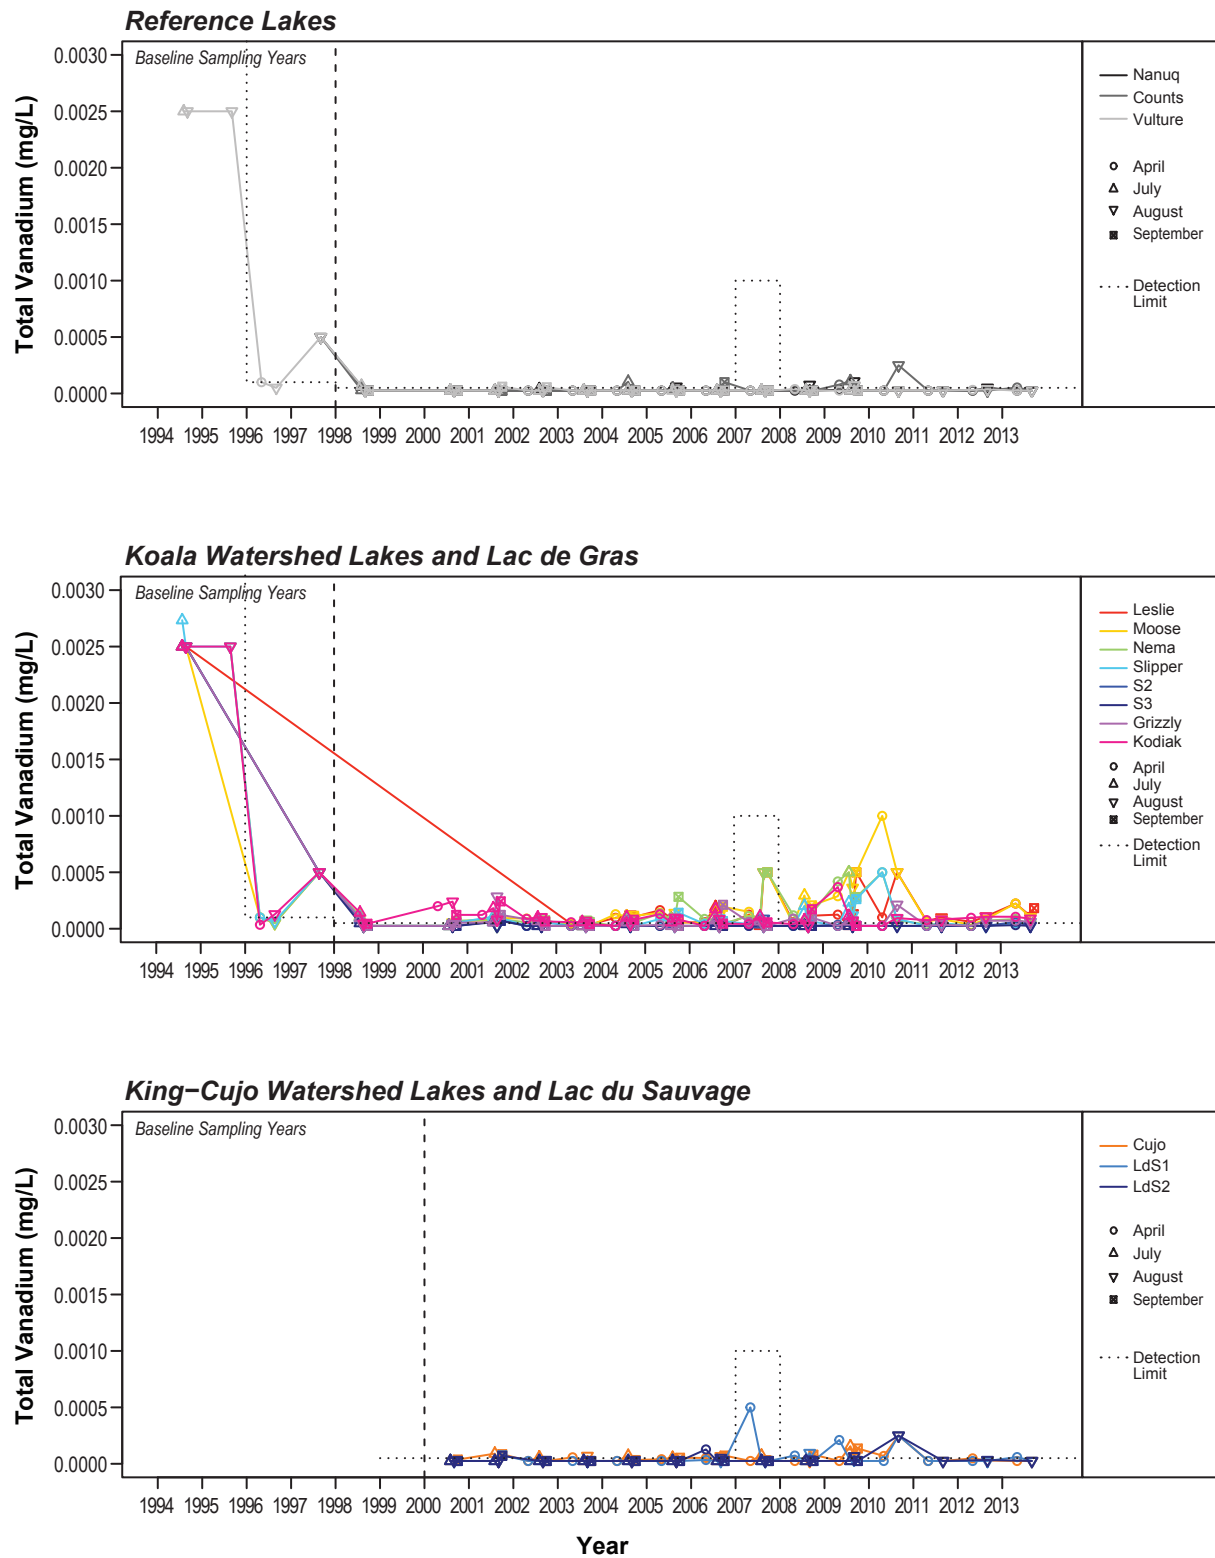 Reference Lakes
Baseline Sampling Years
Total Vanadium (mg/L)
0.0030
0.0025
0.0020
0.0015
0.0010
0.0005
0.0000
1994 1995 1996 1997 1998 1999 2000 2001 2002 2003 2004 2005 2006 2007 2008 2009 2010 2011 2012 2013
Nanuq
Counts
Vulture
April
July
August
September
Detection
Limit
Koala Watershed Lakes and Lac de Gras
Baseline Sampling Years
Total Vanadium (mg/L)
0.0030
0.0025
0.0020
0.0015
0.0010
0.0005
0.0000
1994 1995 1996 1997 1998 1999 2000 2001 2002 2003 2004 2005 2006 2007 2008 2009 2010 2011 2012 2013
Leslie
Moose
Nema
Slipper
S2
S3
Grizzly
Kodiak
April
July
August
September
Detection
Limit
King−Cujo Watershed Lakes and Lac du Sauvage
Baseline Sampling Years
Total Vanadium (mg/L)
0.0030
0.0025
0.0020
0.0015
0.0010
0.0005
0.0000
1994 1995 1996 1997 1998 1999 2000 2001 2002 2003 2004 2005 2006 2007 2008 2009 2010 2011 2012 2013
Cujo
LdS1
LdS2
April
July
August
September
Detection
Limit
Year